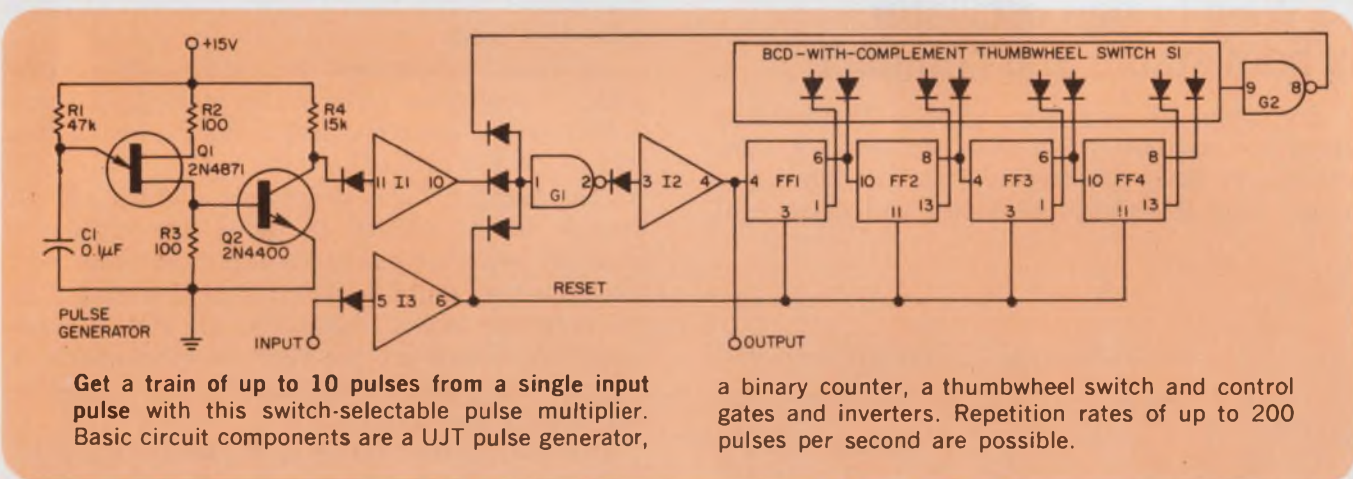 +15V
BCD-WITH-COMPLEMENT THUMBWHEEL SWITCH S1
R1
47k
R2
100
R4
15k
Q1
2N4871
C1
0.1µF
R3
100
Q2
2N4400
11 I1 10
5 I3 6
1 G1 2
3 I2 4
9 G2 8
4 FF1 6 1 3
10 FF2 8 13 11
4 FF3 6 1 3
10 FF4 8 13 11
RESET
PULSE
GENERATOR
INPUT
OUTPUT
Get a train of up to 10 pulses from a single input
pulse with this switch-selectable pulse multiplier.
Basic circuit components are a UJT pulse generator,
a binary counter, a thumbwheel switch and control
gates and inverters. Repetition rates of up to 200
pulses per second are possible.